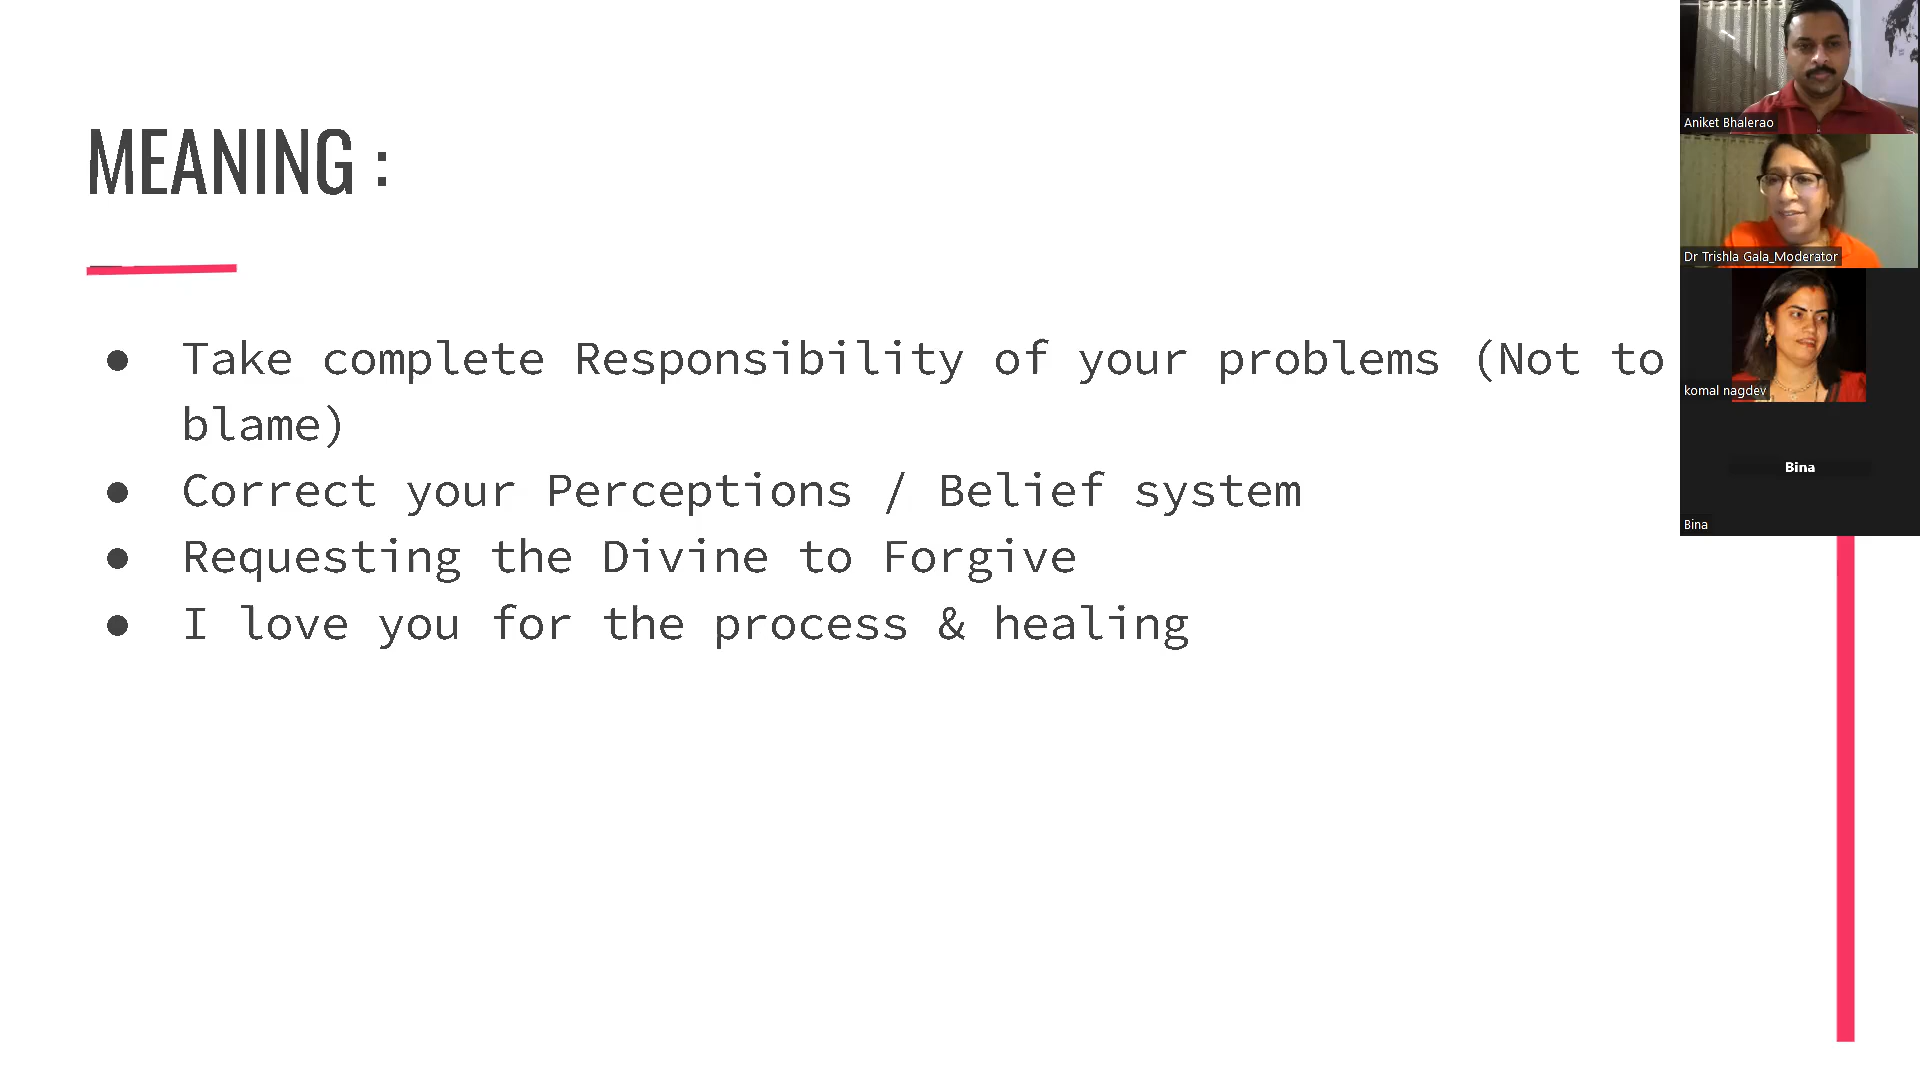 MEANING :
● Take complete Responsibility of your problems (Not to
blame)
● Correct your Perceptions / Belief system
● Requesting the Divine to Forgive
● I love you for the process & healing
Aniket Bhalerao
Dr Trishla Gala_Moderator
komal nagdev
Bina
Bina